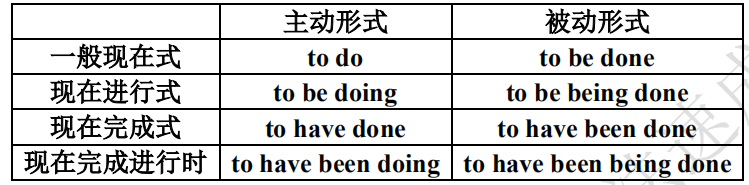 主动形式 被动形式
一般现在式 to do to be done
现在进行式 to be doing to be being done
现在完成式 to have done to have been done
现在完成进行时 to have been doing to have been being done
速成